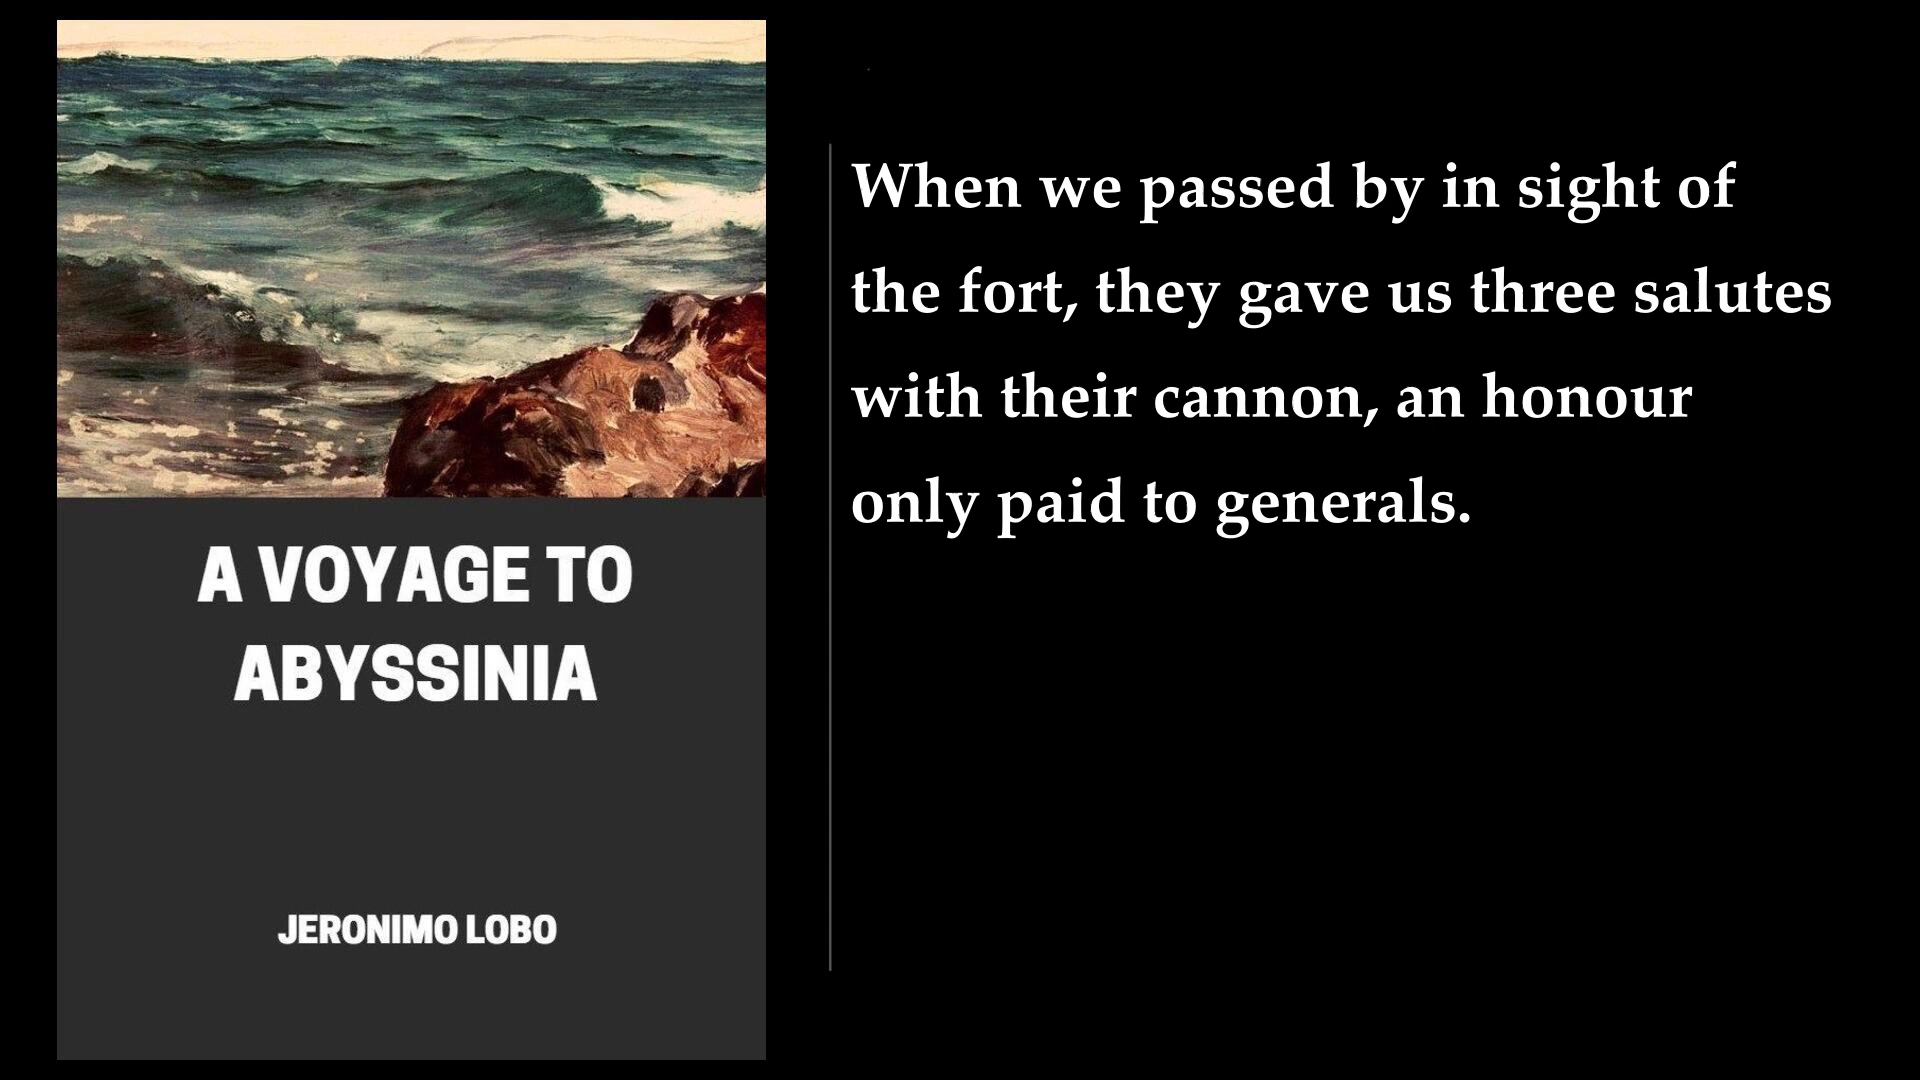 A VOYAGE TO
ABYSSINIA
JERONIMO LOBO
When we passed by in sight of
the fort, they gave us three salutes
with their cannon, an honour
only paid to generals.